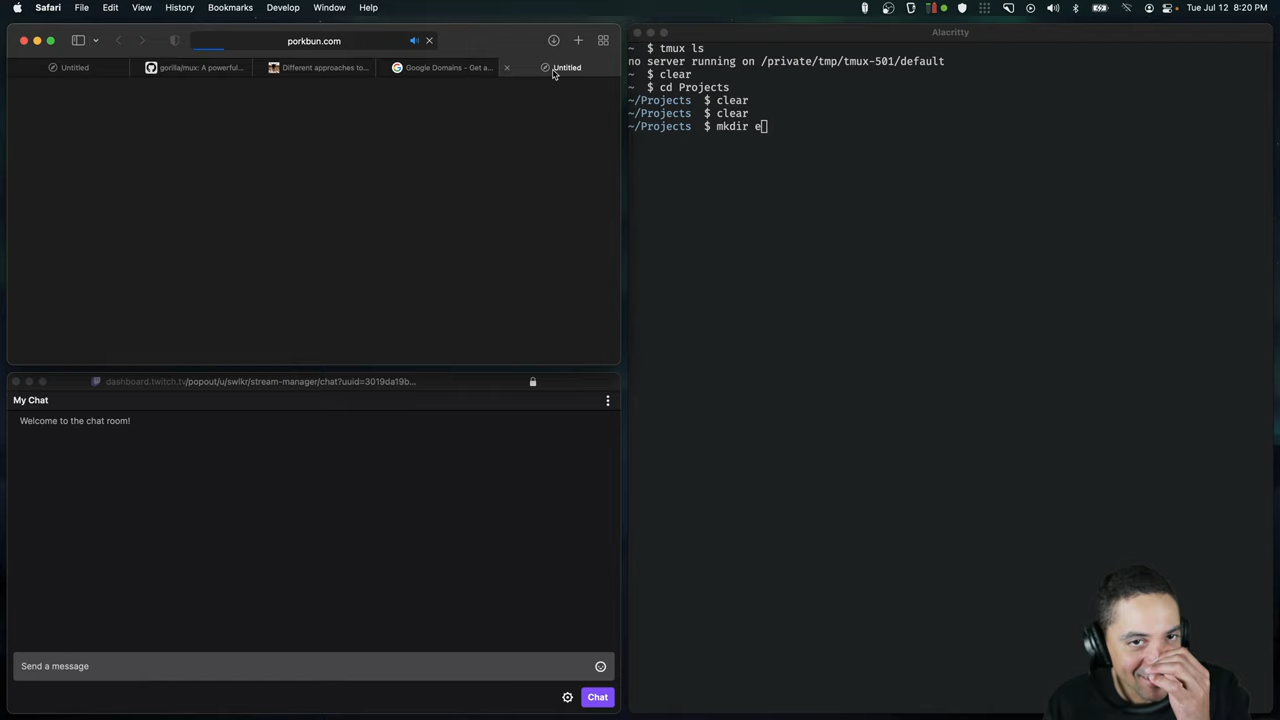 Safari File Edit View History Bookmarks Develop Window Help
Tue Jul 12 8:20 PM
porkbun.com
Untitled
gorilla/mux: A powerful...
Different approaches to...
Google Domains - Get a...
Untitled
Alacritty
~ $ tmux ls
no server running on /private/tmp/tmux-501/default
~ $ clear
~ $ cd Projects
~/Projects $ clear
~/Projects $ clear
~/Projects $ mkdir e
dashboard.twitch.tv/popout/u/swlkr/stream-manager/chat?uuid=3019da19b...
My Chat
Welcome to the chat room!
Send a message
Chat